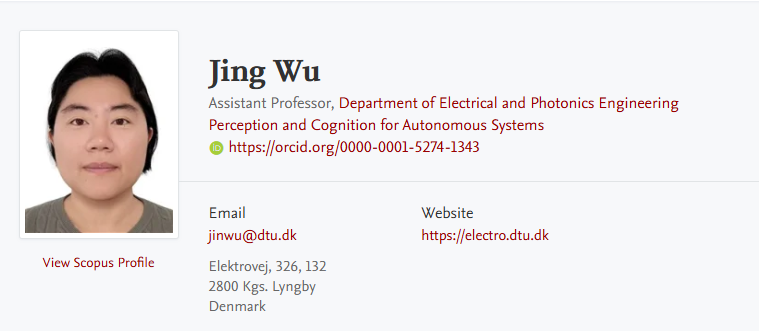 Jing Wu
Assistant Professor, Department of Electrical and Photonics Engineering
Perception and Cognition for Autonomous Systems
iD https://orcid.org/0000-0001-5274-1343
Email
jinwu@dtu.dk
Website
https://electro.dtu.dk
Elektrovej, 326, 132
2800 Kgs. Lyngby
Denmark
View Scopus Profile